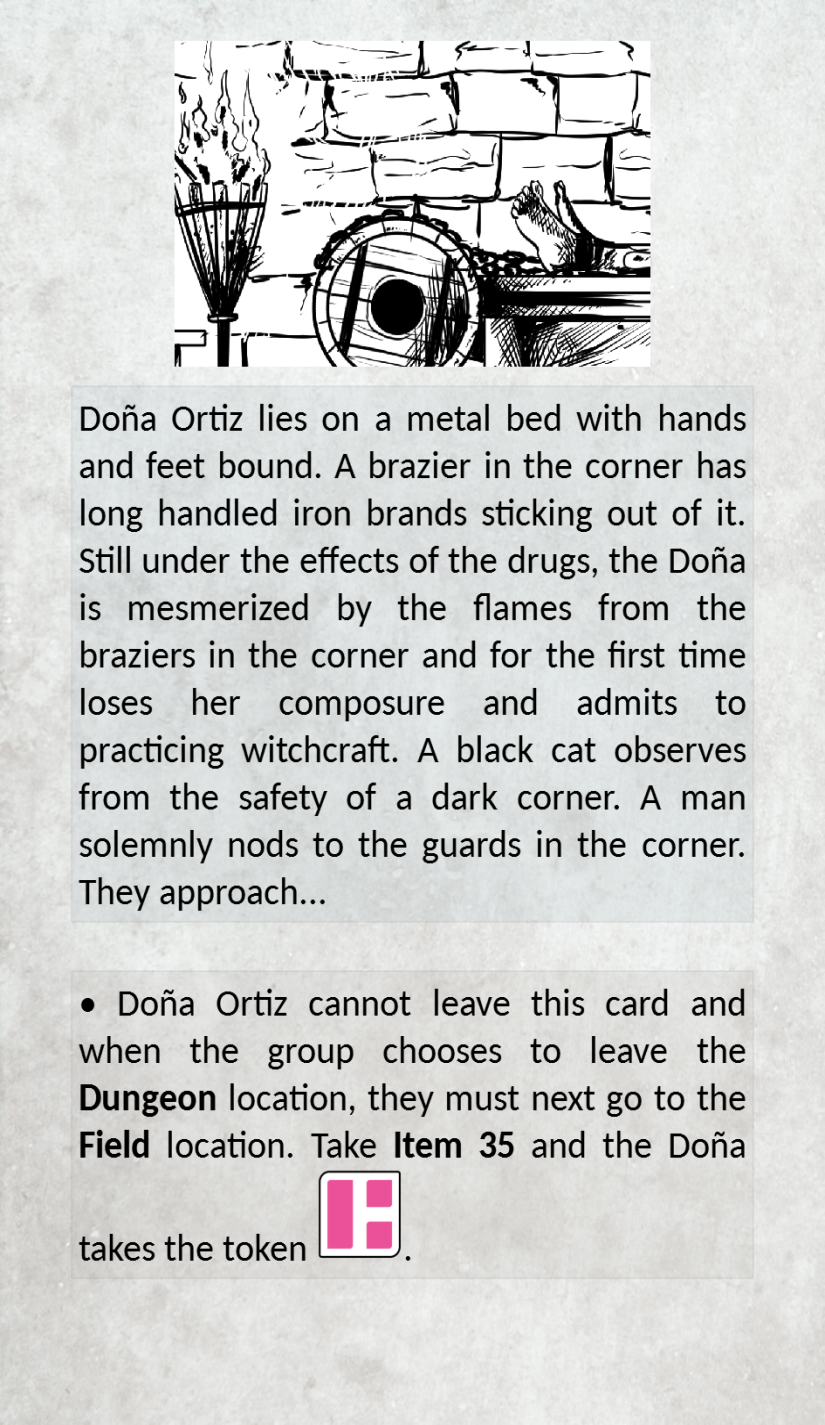 Doña Ortiz lies on a metal bed with hands
and feet bound. A brazier in the corner has
long handled iron brands sticking out of it.
Still under the effects of the drugs, the Doña
is mesmerized by the flames from the
braziers in the corner and for the first time
loses her composure and admits to
practicing witchcraft. A black cat observes
from the safety of a dark corner. A man
solemnly nods to the guards in the corner.
They approach...
• Doña Ortiz cannot leave this card and
when the group chooses to leave the
Dungeon location, they must next go to the
Field location. Take Item 35 and the Doña
takes the token .